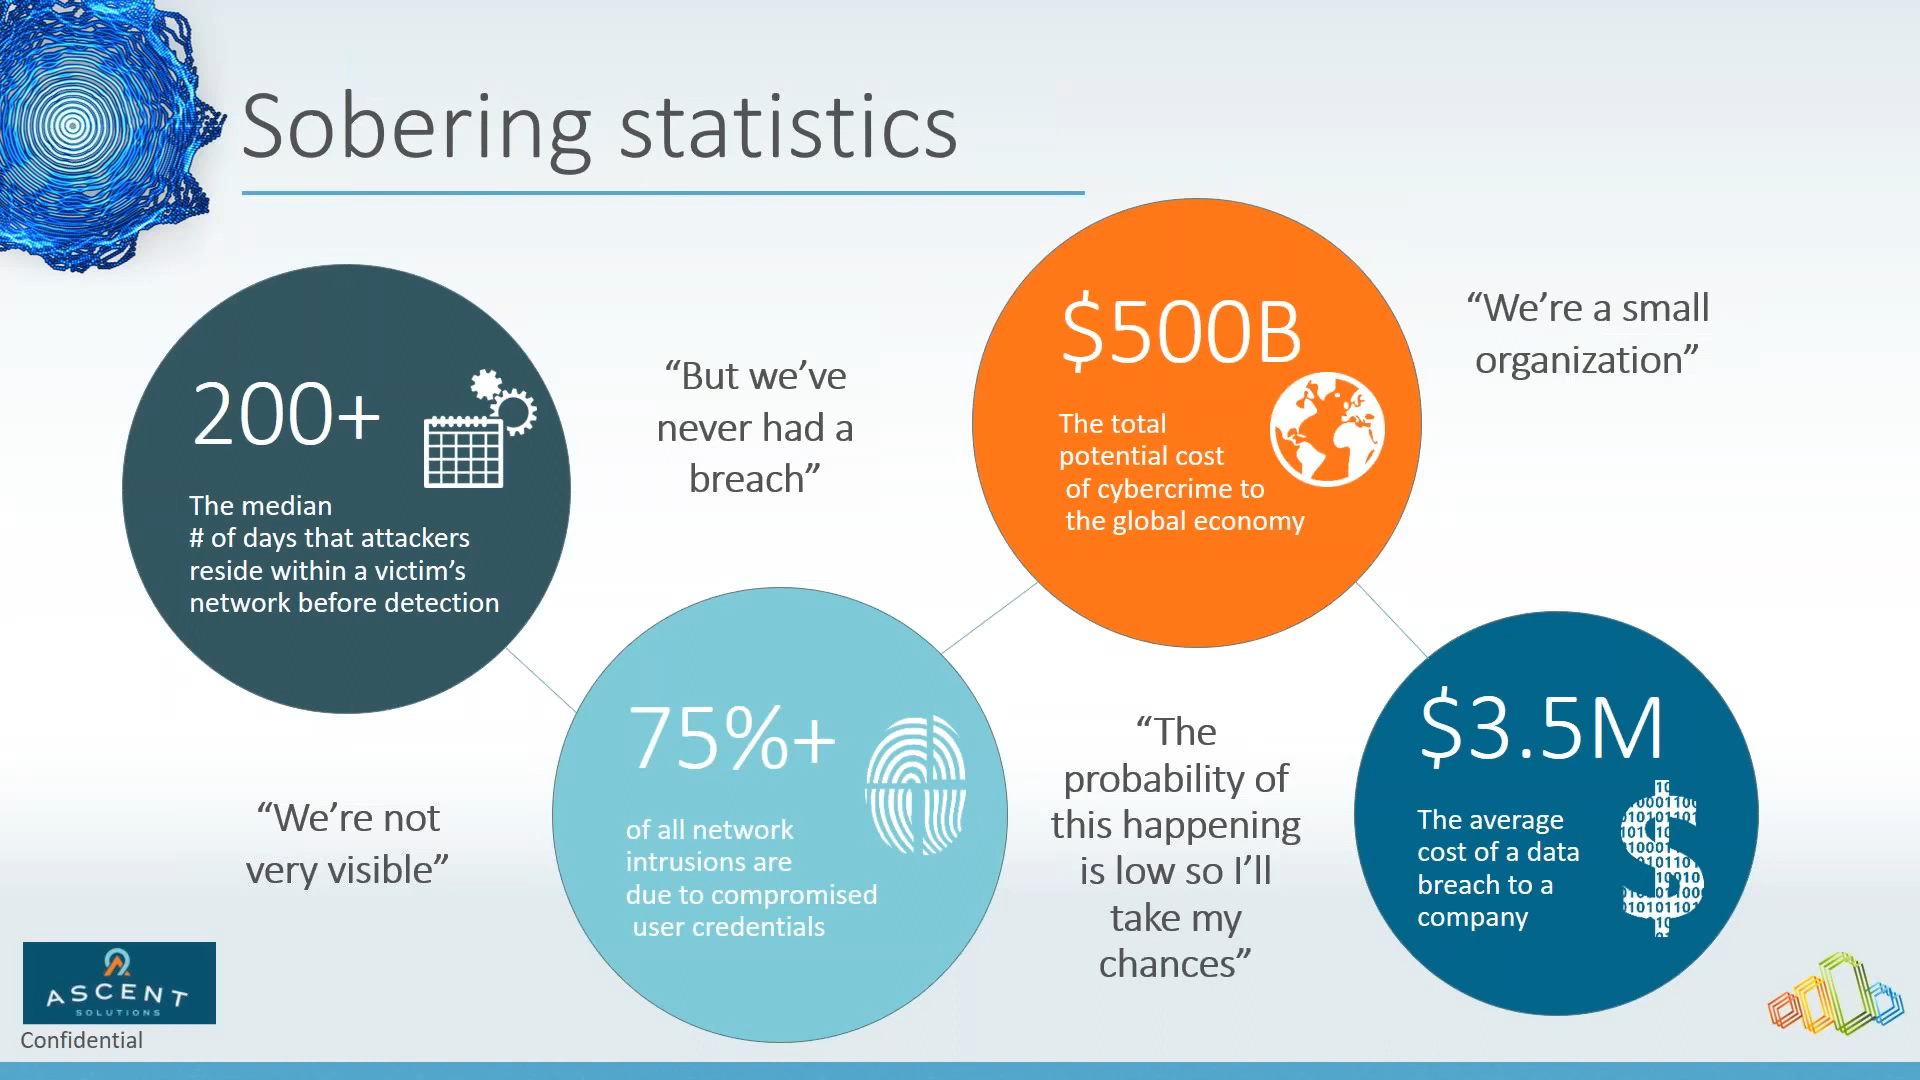 Sobering statistics
200+
The median
# of days that attackers
reside within a victim’s
network before detection
“But we’ve
never had a
breach”
$500B
The total
potential cost
of cybercrime to
the global economy
“We’re a small
organization”
“We’re not
very visible”
75%+
of all network
intrusions are
due to compromised
user credentials
“The
probability of
this happening
is low so I’ll
take my
chances”
$3.5M
The average
cost of a data
breach to a
company
ASCENT
SOLUTIONS
Confidential